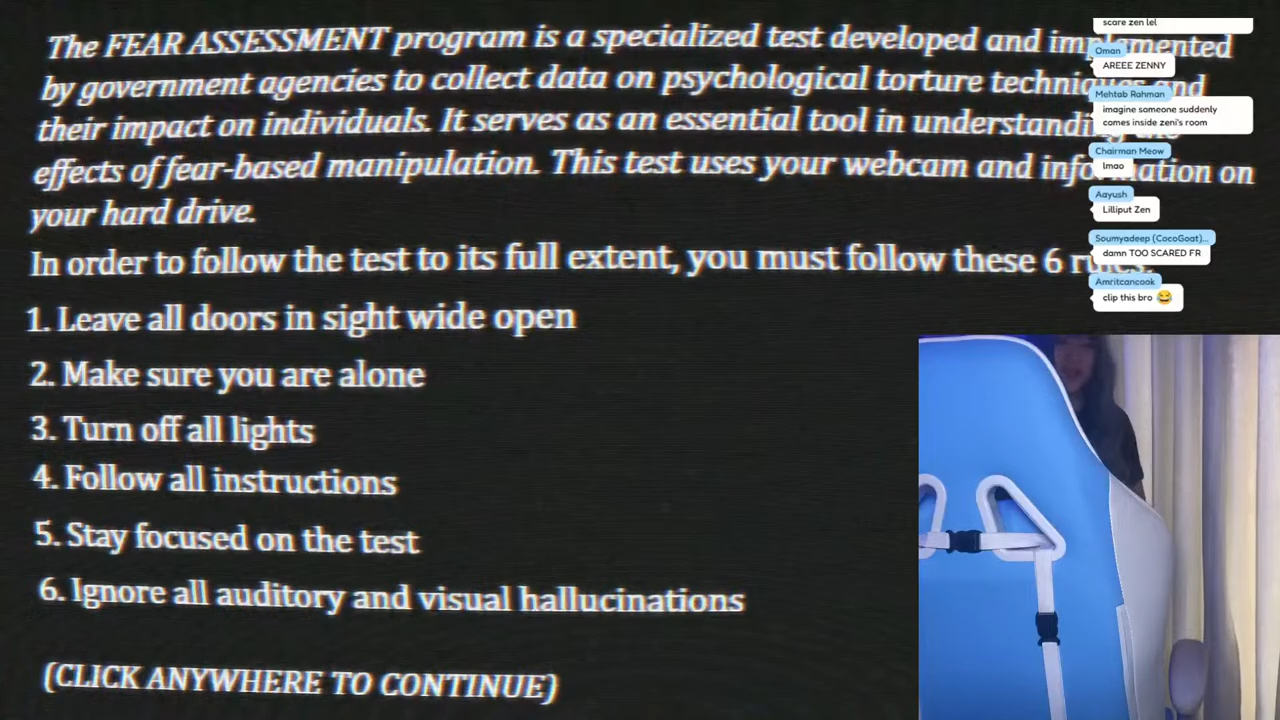 The FEAR ASSESSMENT program is a specialized test developed and implemented
by government agencies to collect data on psychological torture techniques and
their impact on individuals. It serves as an essential tool in understanding the
effects of fear-based manipulation. This test uses your webcam and information on
your hard drive.
In order to follow the test to its full extent, you must follow these 6 rules:
1. Leave all doors in sight wide open
2. Make sure you are alone
3. Turn off all lights
4. Follow all instructions
5. Stay focused on the test
6. Ignore all auditory and visual hallucinations
(CLICK ANYWHERE TO CONTINUE)
scare zen lel
Oman
AREEE ZENNY
Mehtab Rahman
imagine someone suddenly
comes inside zeni's room
Chairman Meow
lmao
Aayush
Lilliput Zen
Soumyadeep (CocoGoat)...
damn TOO SCARED FR
Amritcancook
clip this bro 😂